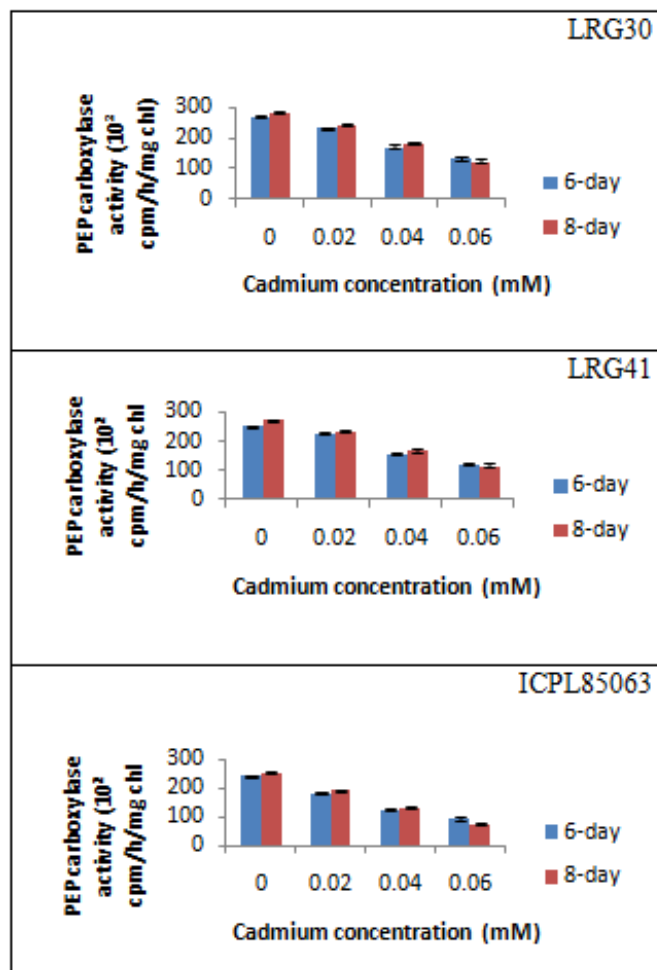 LRG30
PEP carboxylase
activity (10²
cpm/h/mg chl)
300
200
100
0
0 0.02 0.04 0.06
Cadmium concentration (mM)
6-day
8-day
LRG41
PEP carboxylase
activity (10²
cpm/h/mg chl
300
200
100
0
0 0.02 0.04 0.06
Cadmium concentration (mM)
6-day
8-day
ICPL85063
PEP carboxylase
activity (10²
cpm/h/mg chl
300
200
100
0
0 0.02 0.04 0.06
Cadmium concentration (mM)
6-day
8-day